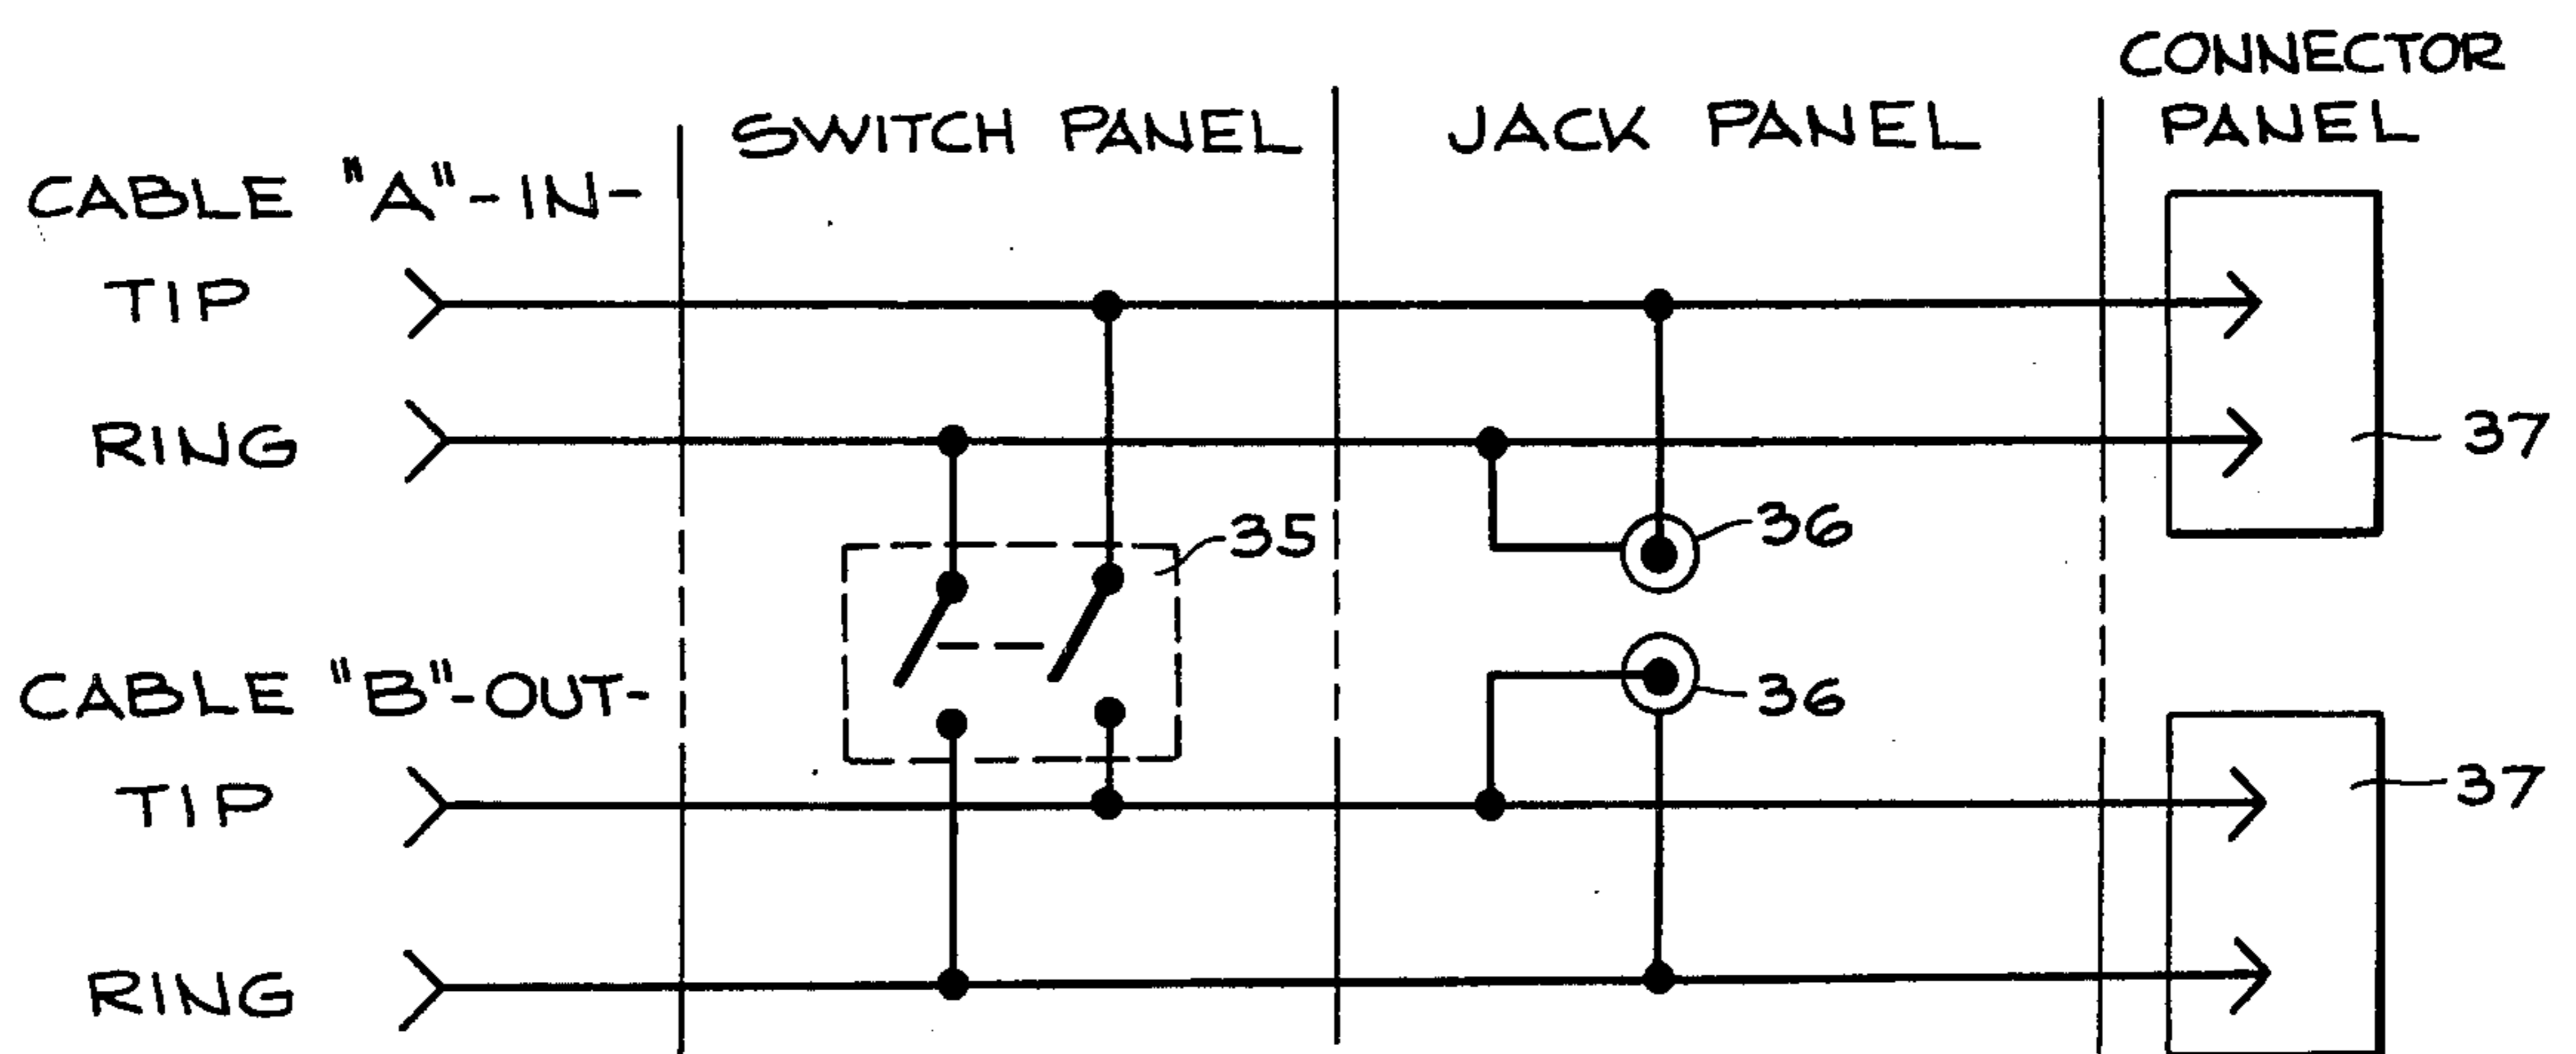 CONNECTOR
PANEL
SWITCH PANEL
JACK PANEL
CABLE "A"-IN-
TIP
RING
37
35
36
CABLE "B"-OUT-
36
TIP
37
RING